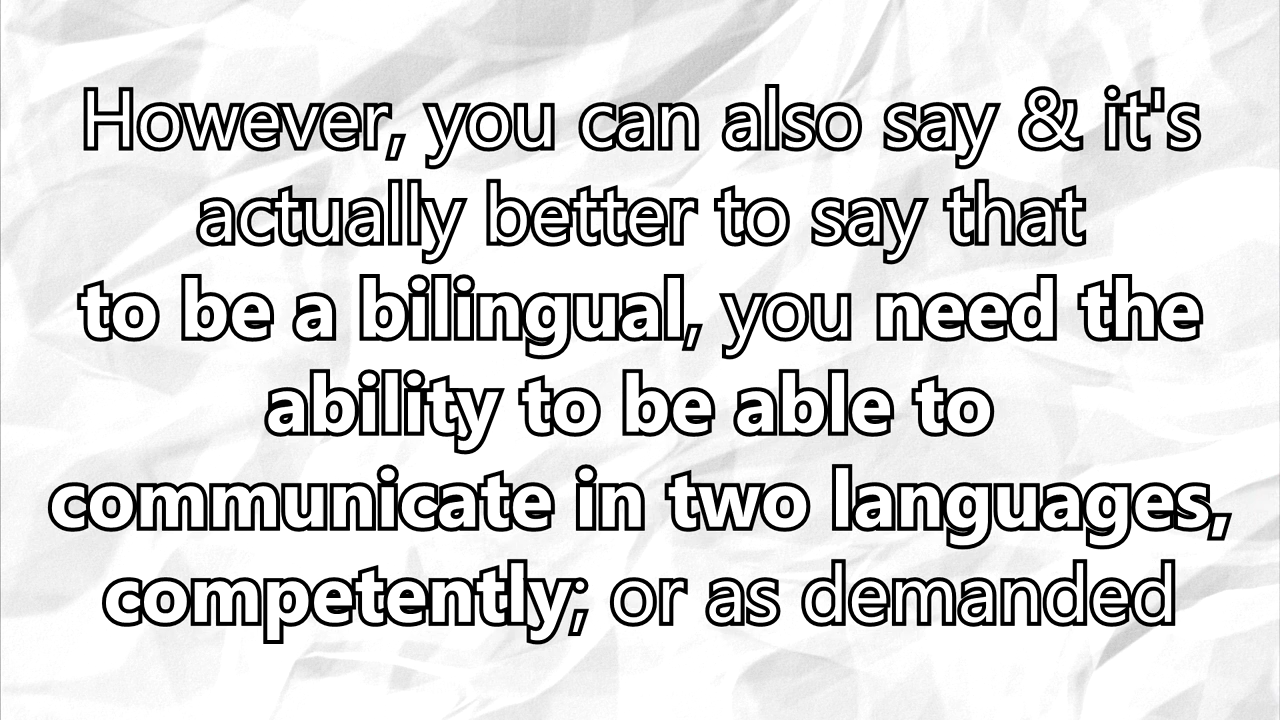 However, you can also say & it's
actually better to say that
to be a bilingual, you need the
ability to be able to
communicate in two languages,
competently; or as demanded